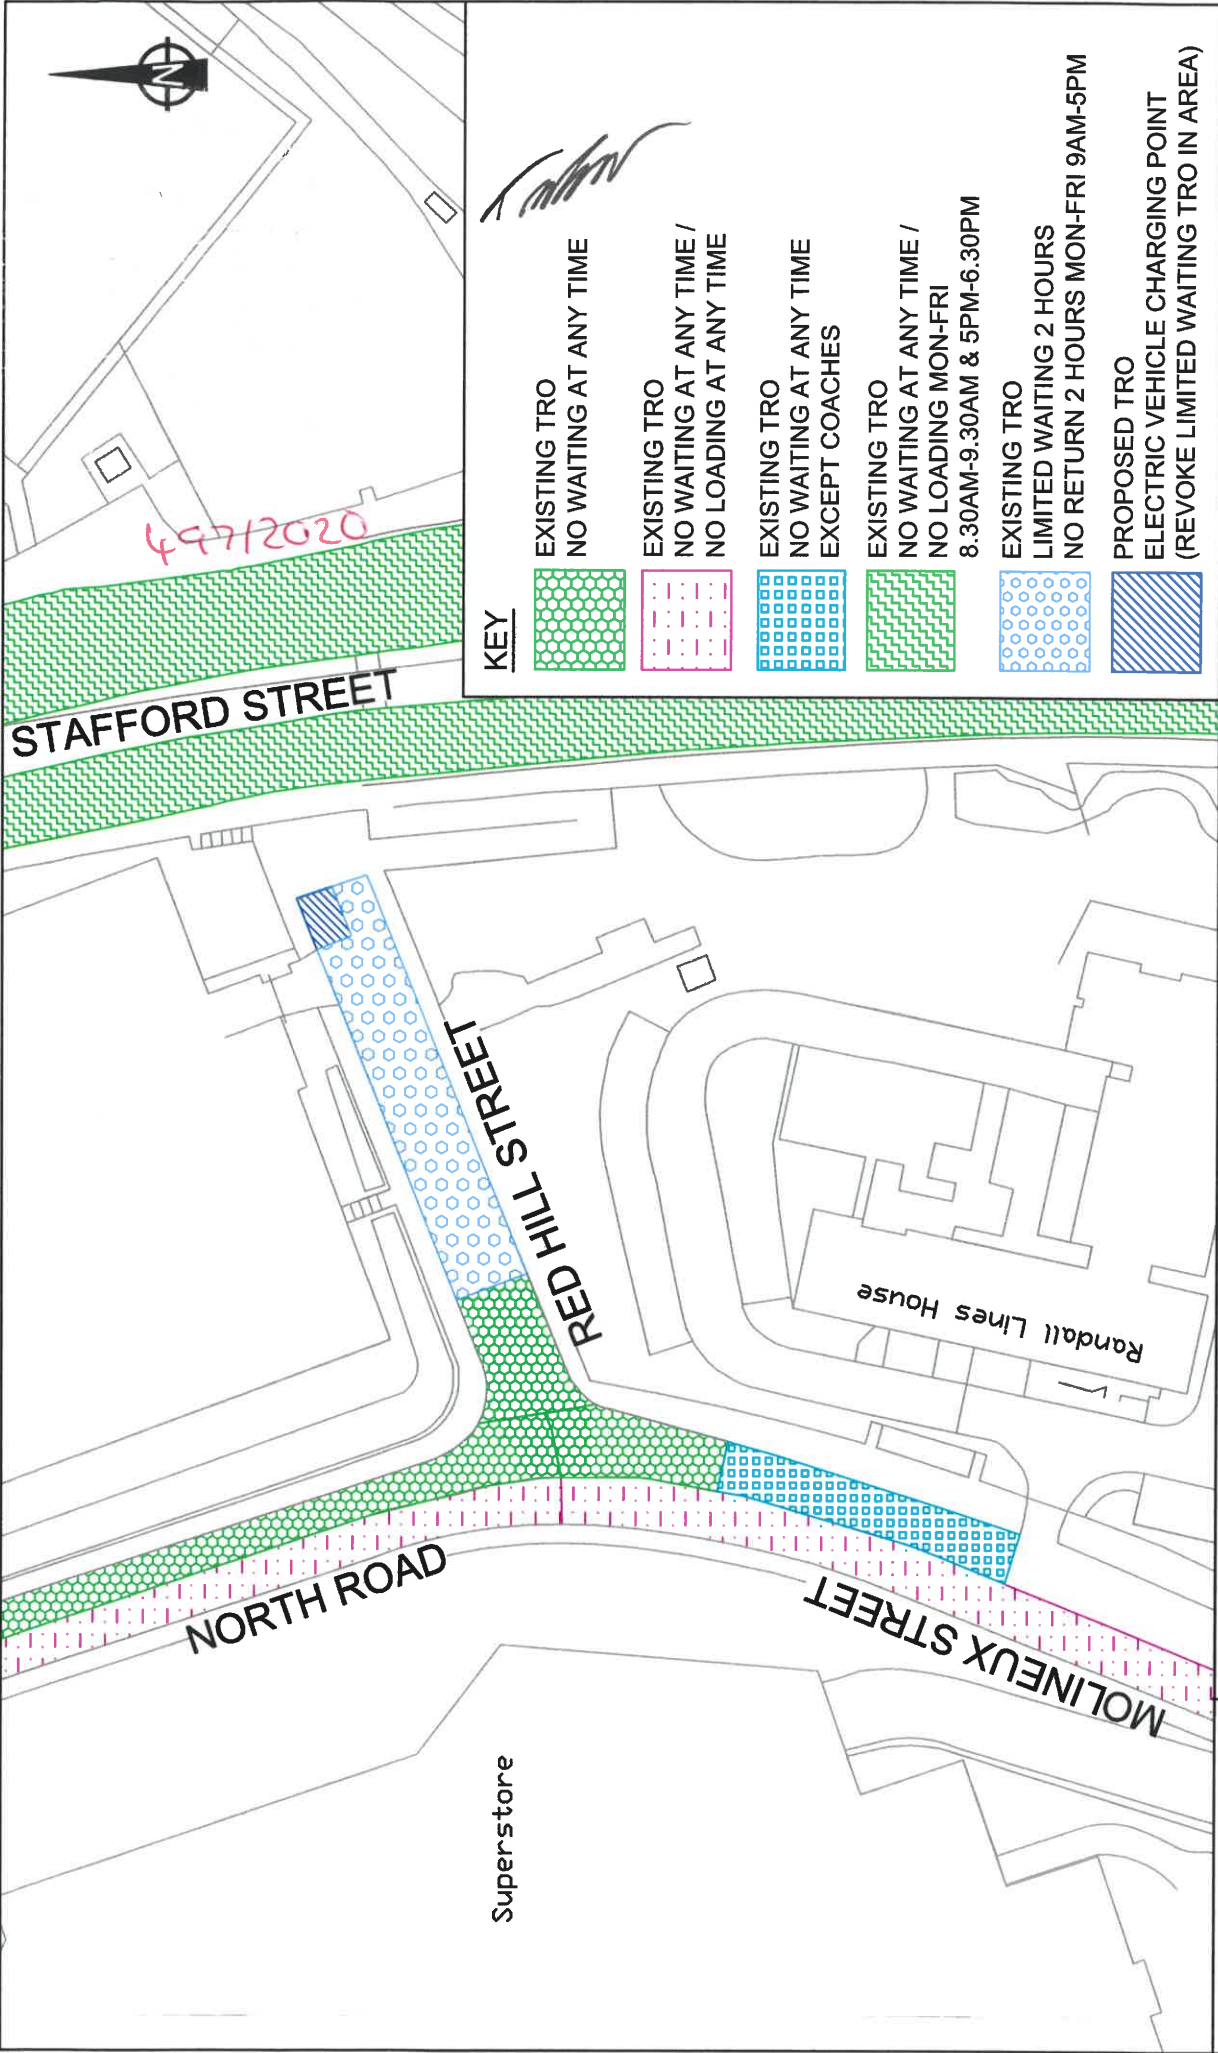 N
497/2020
STAFFORD STREET
RED HILL STREET
NORTH ROAD
MOLINEUX STREET
Randall Lines House
Superstore
KEY
EXISTING TRO
NO WAITING AT ANY TIME
EXISTING TRO
NO WAITING AT ANY TIME /
NO LOADING AT ANY TIME
EXISTING TRO
NO WAITING AT ANY TIME
EXCEPT COACHES
EXISTING TRO
NO WAITING AT ANY TIME /
NO LOADING MON-FRI
8.30AM-9.30AM & 5PM-6.30PM
EXISTING TRO
LIMITED WAITING 2 HOURS
NO RETURN 2 HOURS MON-FRI 9AM-5PM
PROPOSED TRO
ELECTRIC VEHICLE CHARGING POINT
(REVOKE LIMITED WAITING TRO IN AREA)